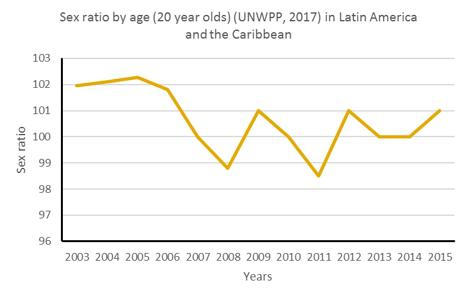 Sex ratio by age (20 year olds) (UNWPP, 2017) in Latin America
and the Caribbean
103
102
101
100
99
98
97
96
Sex ratio
2003 2004 2005 2006 2007 2008 2009 2010 2011 2012 2013 2014 2015
Years